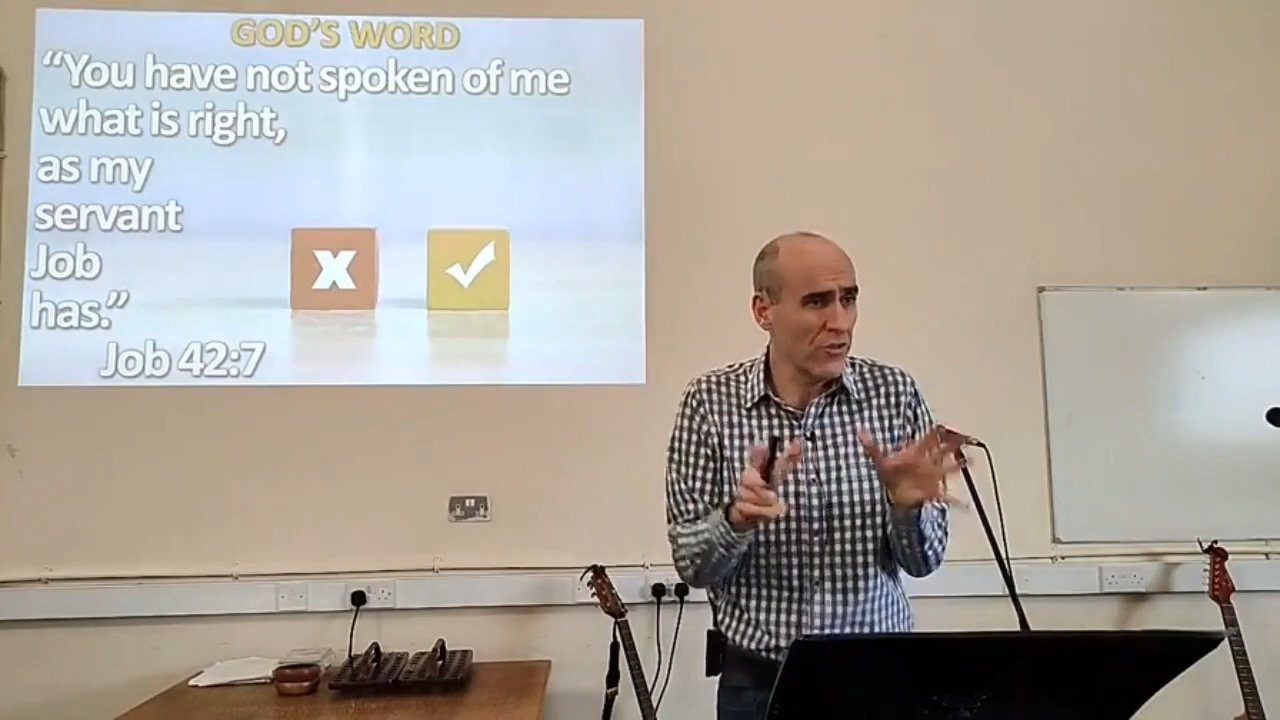 GOD'S WORD
“You have not spoken of me
what is right,
as my
servant
Job
has.”
Job 42:7